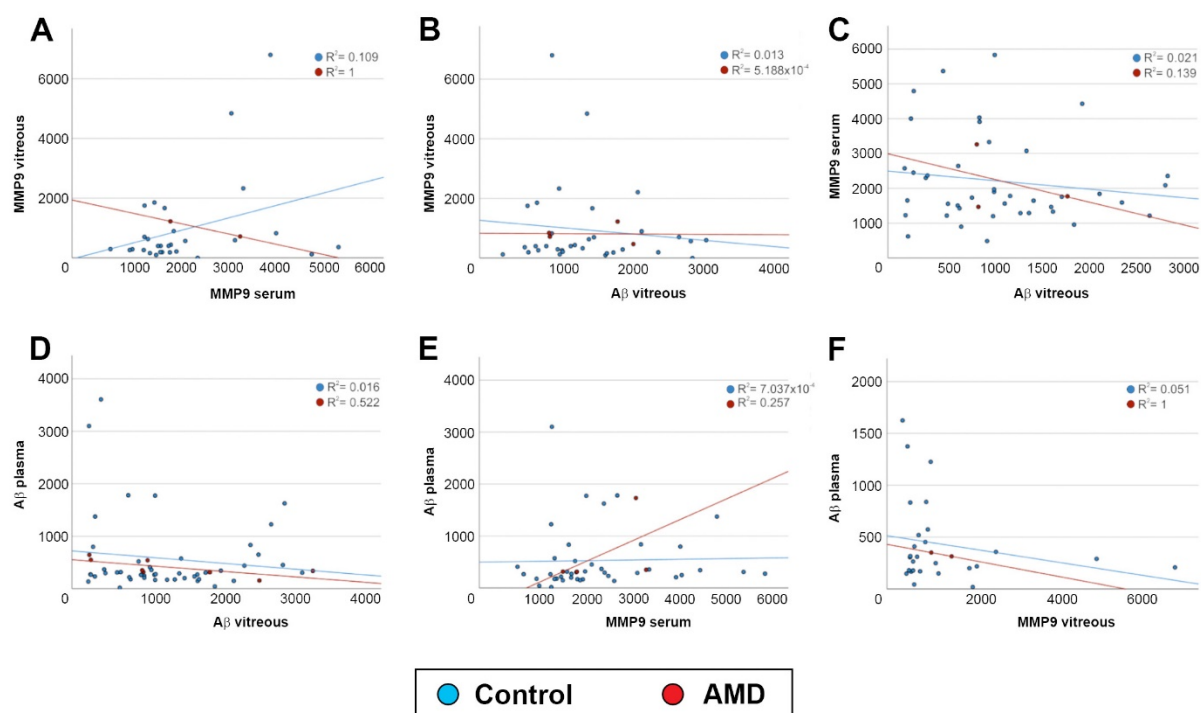 A
R²= 0.109
R²= 1
MMP9 vitreous
6000
4000
2000
0
0 1000 2000 3000 4000 5000 6000
MMP9 serum
B
R²= 0.013
R²= 5.188x10⁻⁴
MMP9 vitreous
6000
4000
2000
0
0 1000 2000 3000 4000
Aβ vitreous
C
R²= 0.021
R²= 0.139
MMP9 serum
6000
5000
4000
3000
2000
1000
0
0 500 1000 1500 2000 2500 3000
Aβ vitreous
D
R²= 0.016
R²= 0.522
Aβ plasma
4000
3000
2000
1000
0
0 1000 2000 3000 4000
Aβ vitreous
E
R²= 7.037x10⁻⁴
R²= 0.257
Aβ plasma
4000
3000
2000
1000
0
0 1000 2000 3000 4000 5000 6000
MMP9 serum
F
R²= 0.051
R²= 1
Aβ plasma
2000
1500
1000
500
0
0 2000 4000 6000
MMP9 vitreous
Control AMD